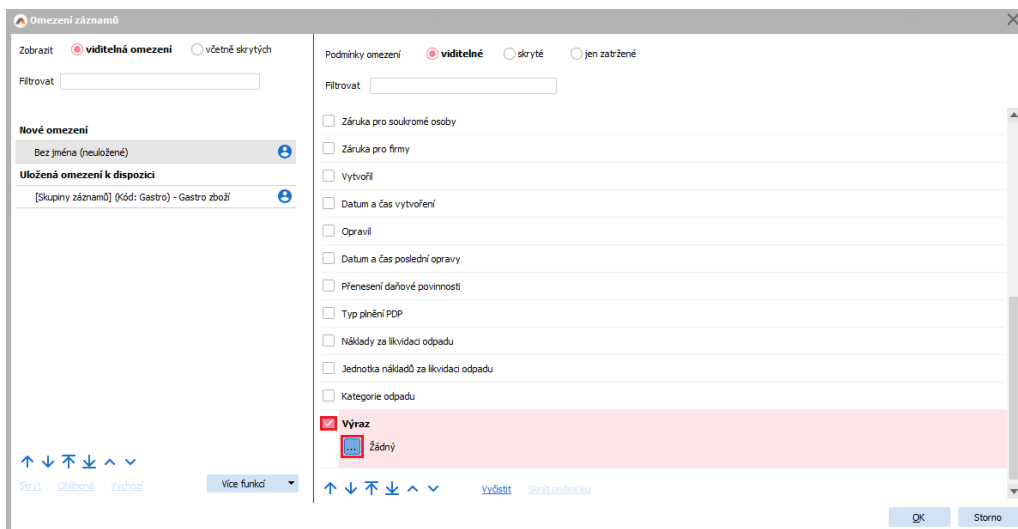 Omezení záznamů
Zobrazit viditelná omezení včetně skrytých
Filtrovat
Nové omezení
Bez jména (neuložené)
Uložená omezení k dispozici
[Skupiny záznamů] (Kód: Gastro) - Gastro zboží
Skrýt Oblíbená Výchozí Více funkcí
Podmínky omezení viditelné skryté jen zatržené
Filtrovat
Záruka pro soukromé osoby
Záruka pro firmy
Vytvořil
Datum a čas vytvoření
Opravil
Datum a čas poslední opravy
Přenesení daňové povinnosti
Typ plnění PDP
Náklady za likvidaci odpadu
Jednotka nákladů za likvidaci odpadu
Kategorie odpadu
Výraz
... Žádný
Vyčistit Skrýt podmínku
OK Storno